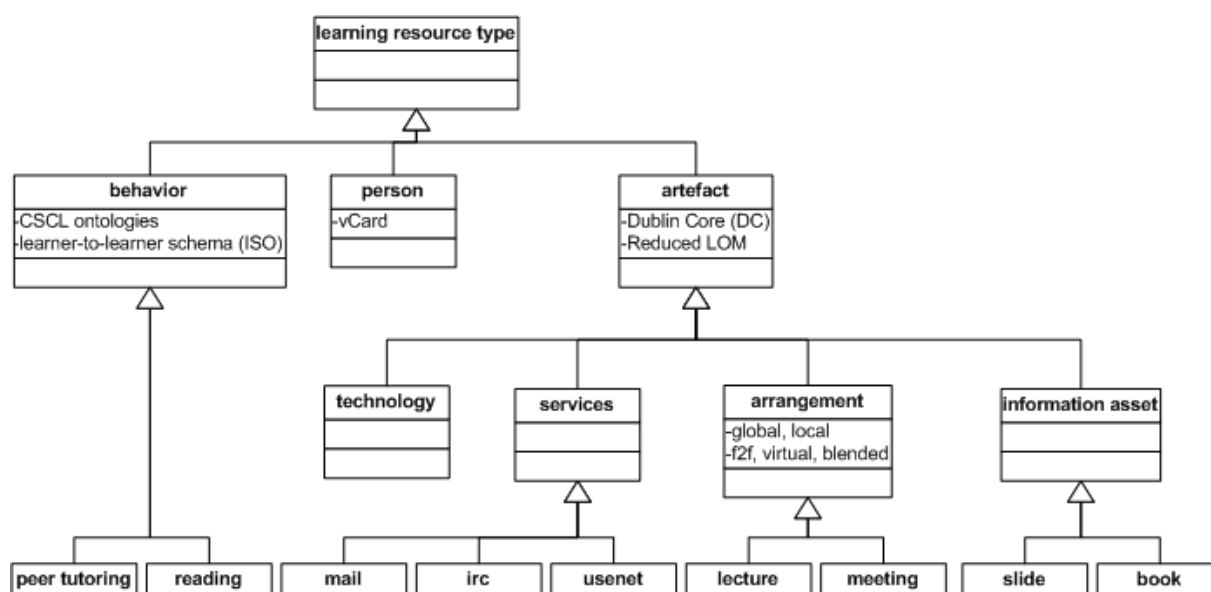 learning resource type
behavior
-CSCL ontologies
-learner-to-learner schema (ISO)
person
-vCard
artefact
-Dublin Core (DC)
-Reduced LOM
technology
services
arrangement
-global, local
-f2f, virtual, blended
information asset
peer tutoring
reading
mail
irc
usenet
lecture
meeting
slide
book